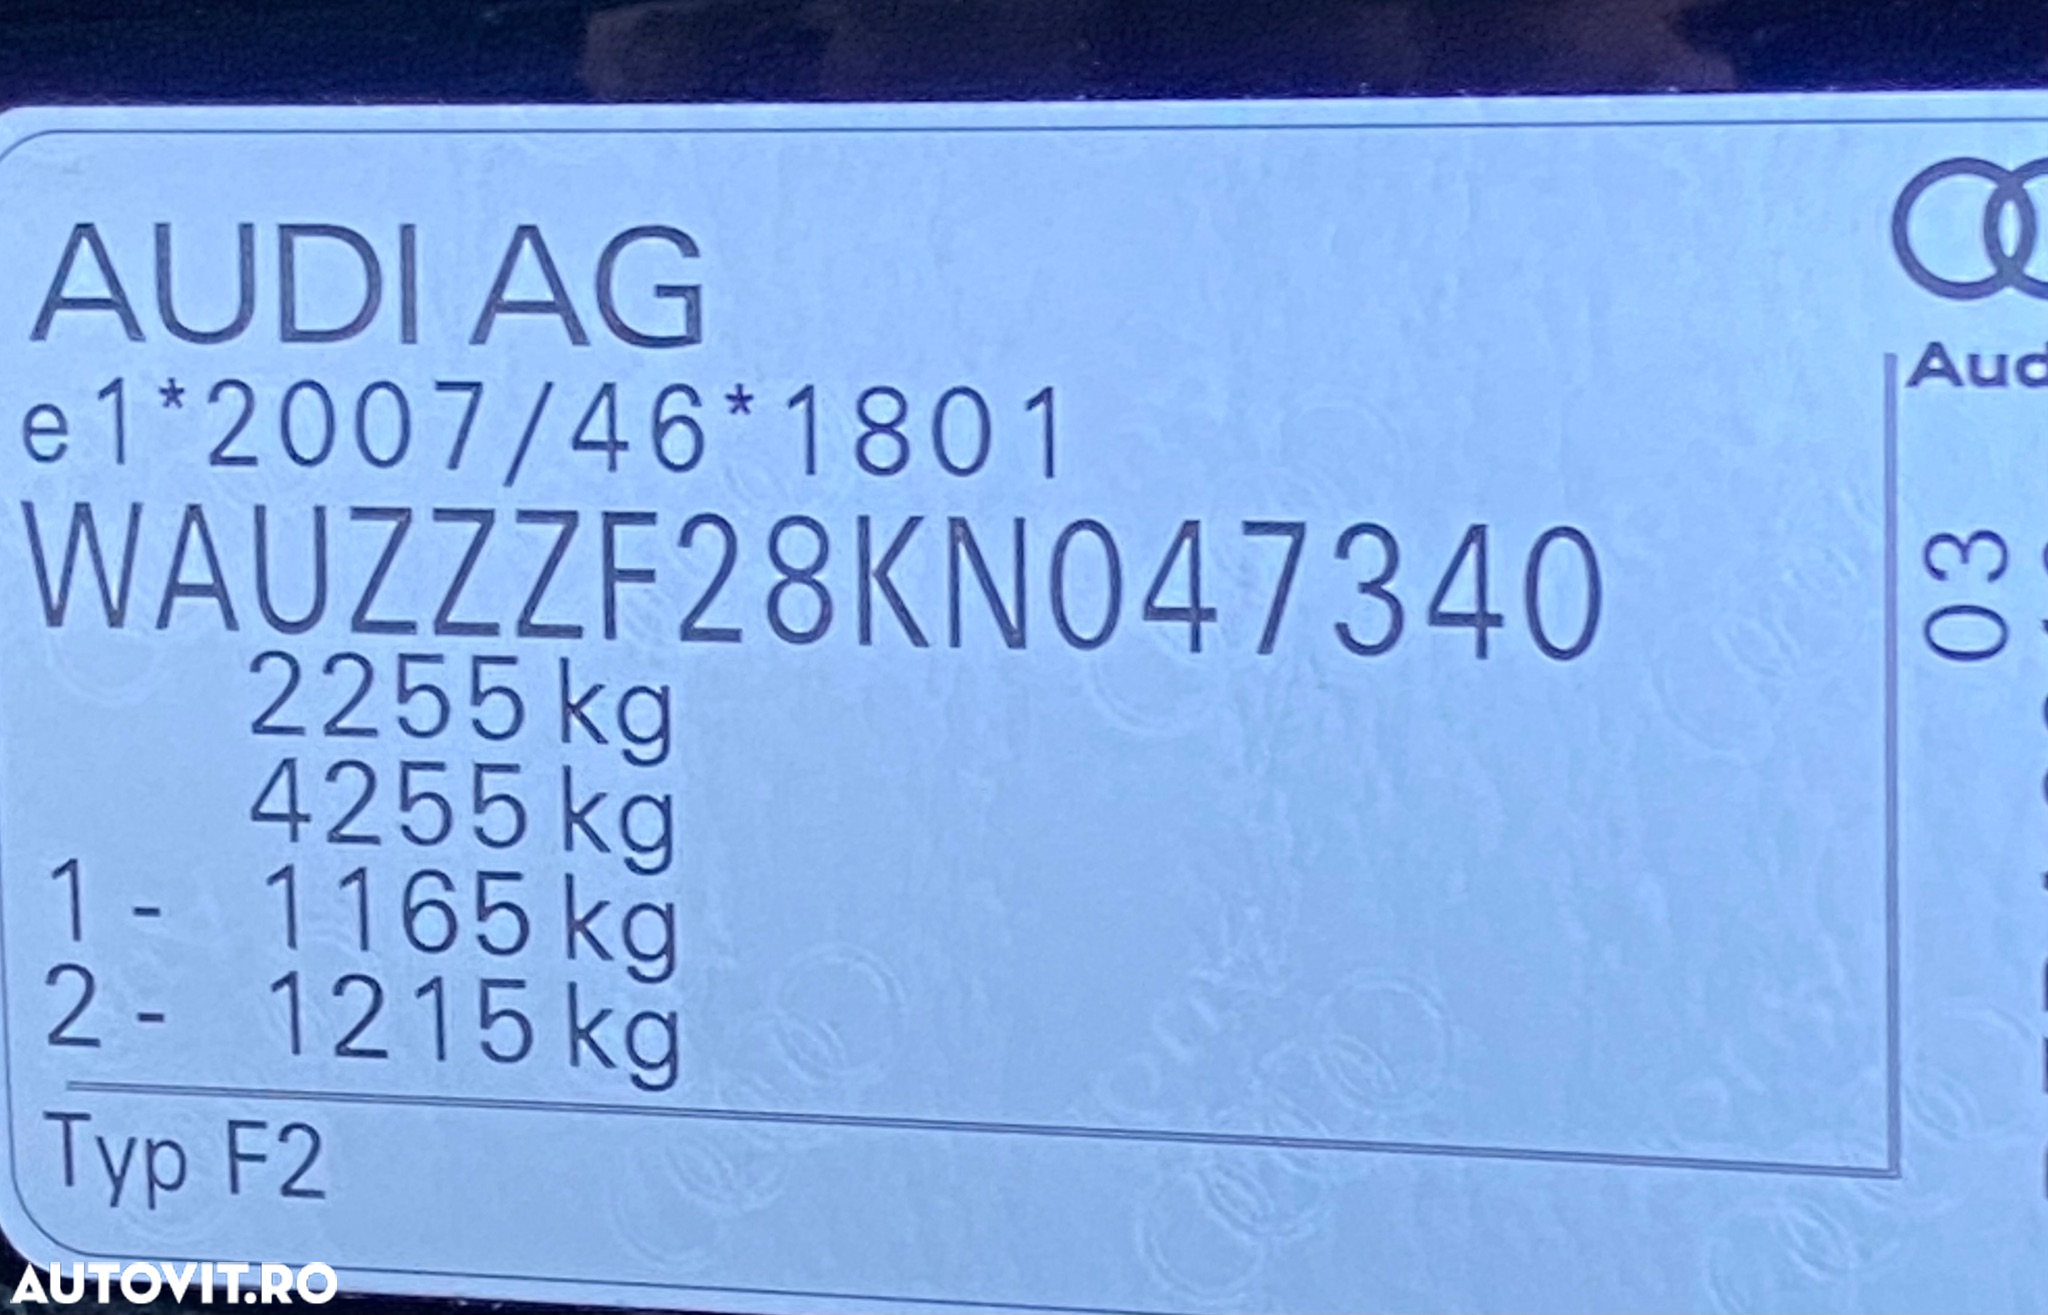 AUDI AG
e1*2007/46*1801
WAUZZZF28KN047340
2255 kg
4255 kg
1 - 1165 kg
2 - 1215 kg
Typ F2
03
AUTOVIT.RO